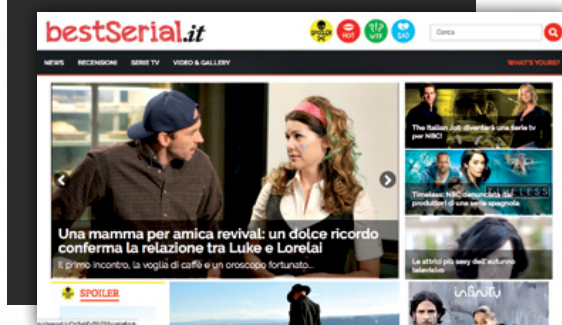 bestSerial.it
SPOILER
HOT
WTF
SAD
Cerca
NEWS RECENSIONI SERIE TV VIDEO & GALLERY WHAT'S YOURS?
The Italian Job diventerà una serie tv
per NBC!
Timeless: NBC denunciata dai
produttori di una serie spagnola
Una mamma per amica revival: un dolce ricordo
conferma la relazione tra Luke e Lorelai
Il primo incontro, la voglia di caffè e un oroscopo fortunato...
Le attrici più sexy dell'autunno
televisivo
SPOILER
infinity